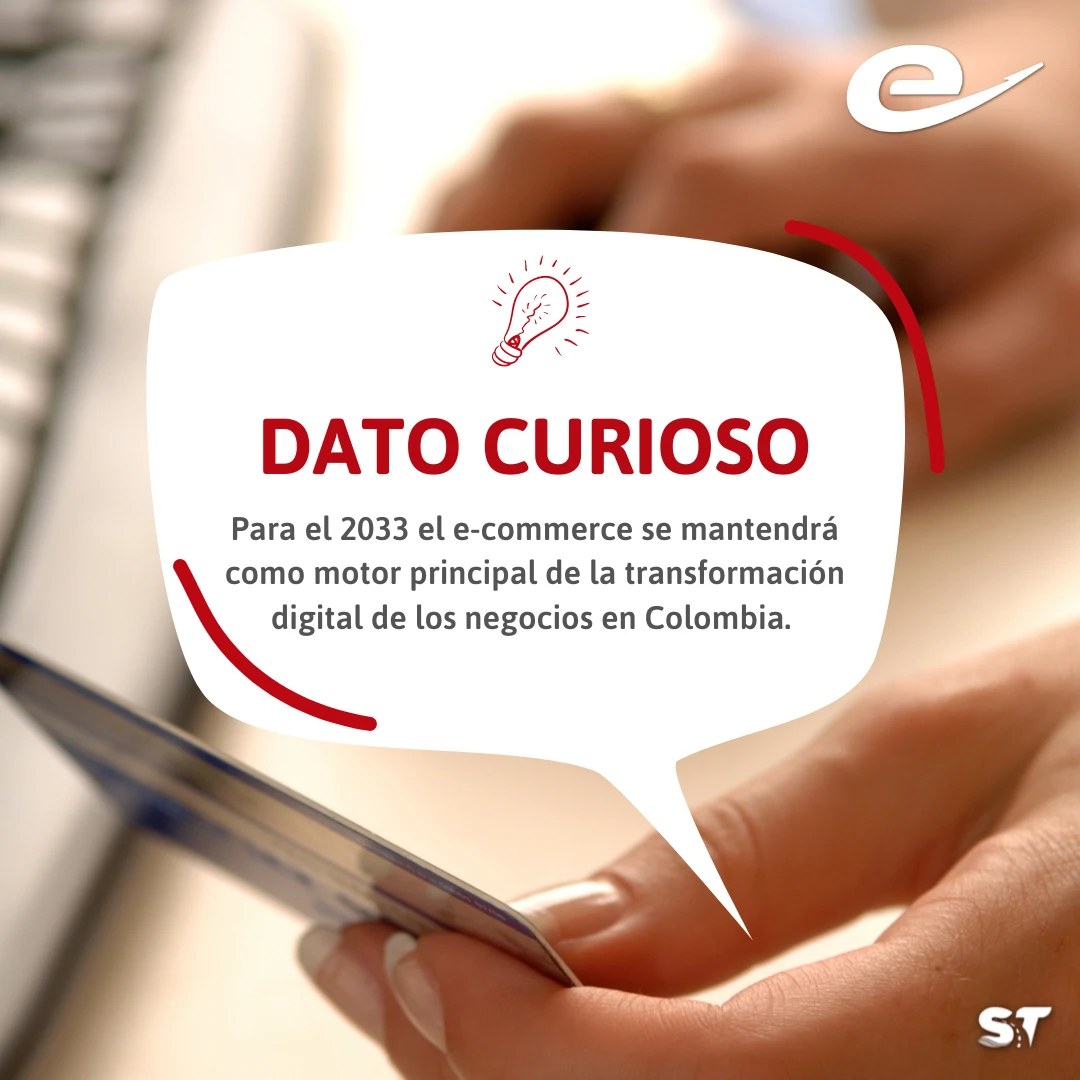 e
DATO CURIOSO
Para el 2033 el e-commerce se mantendrá
como motor principal de la transformación
digital de los negocios en Colombia.
ST